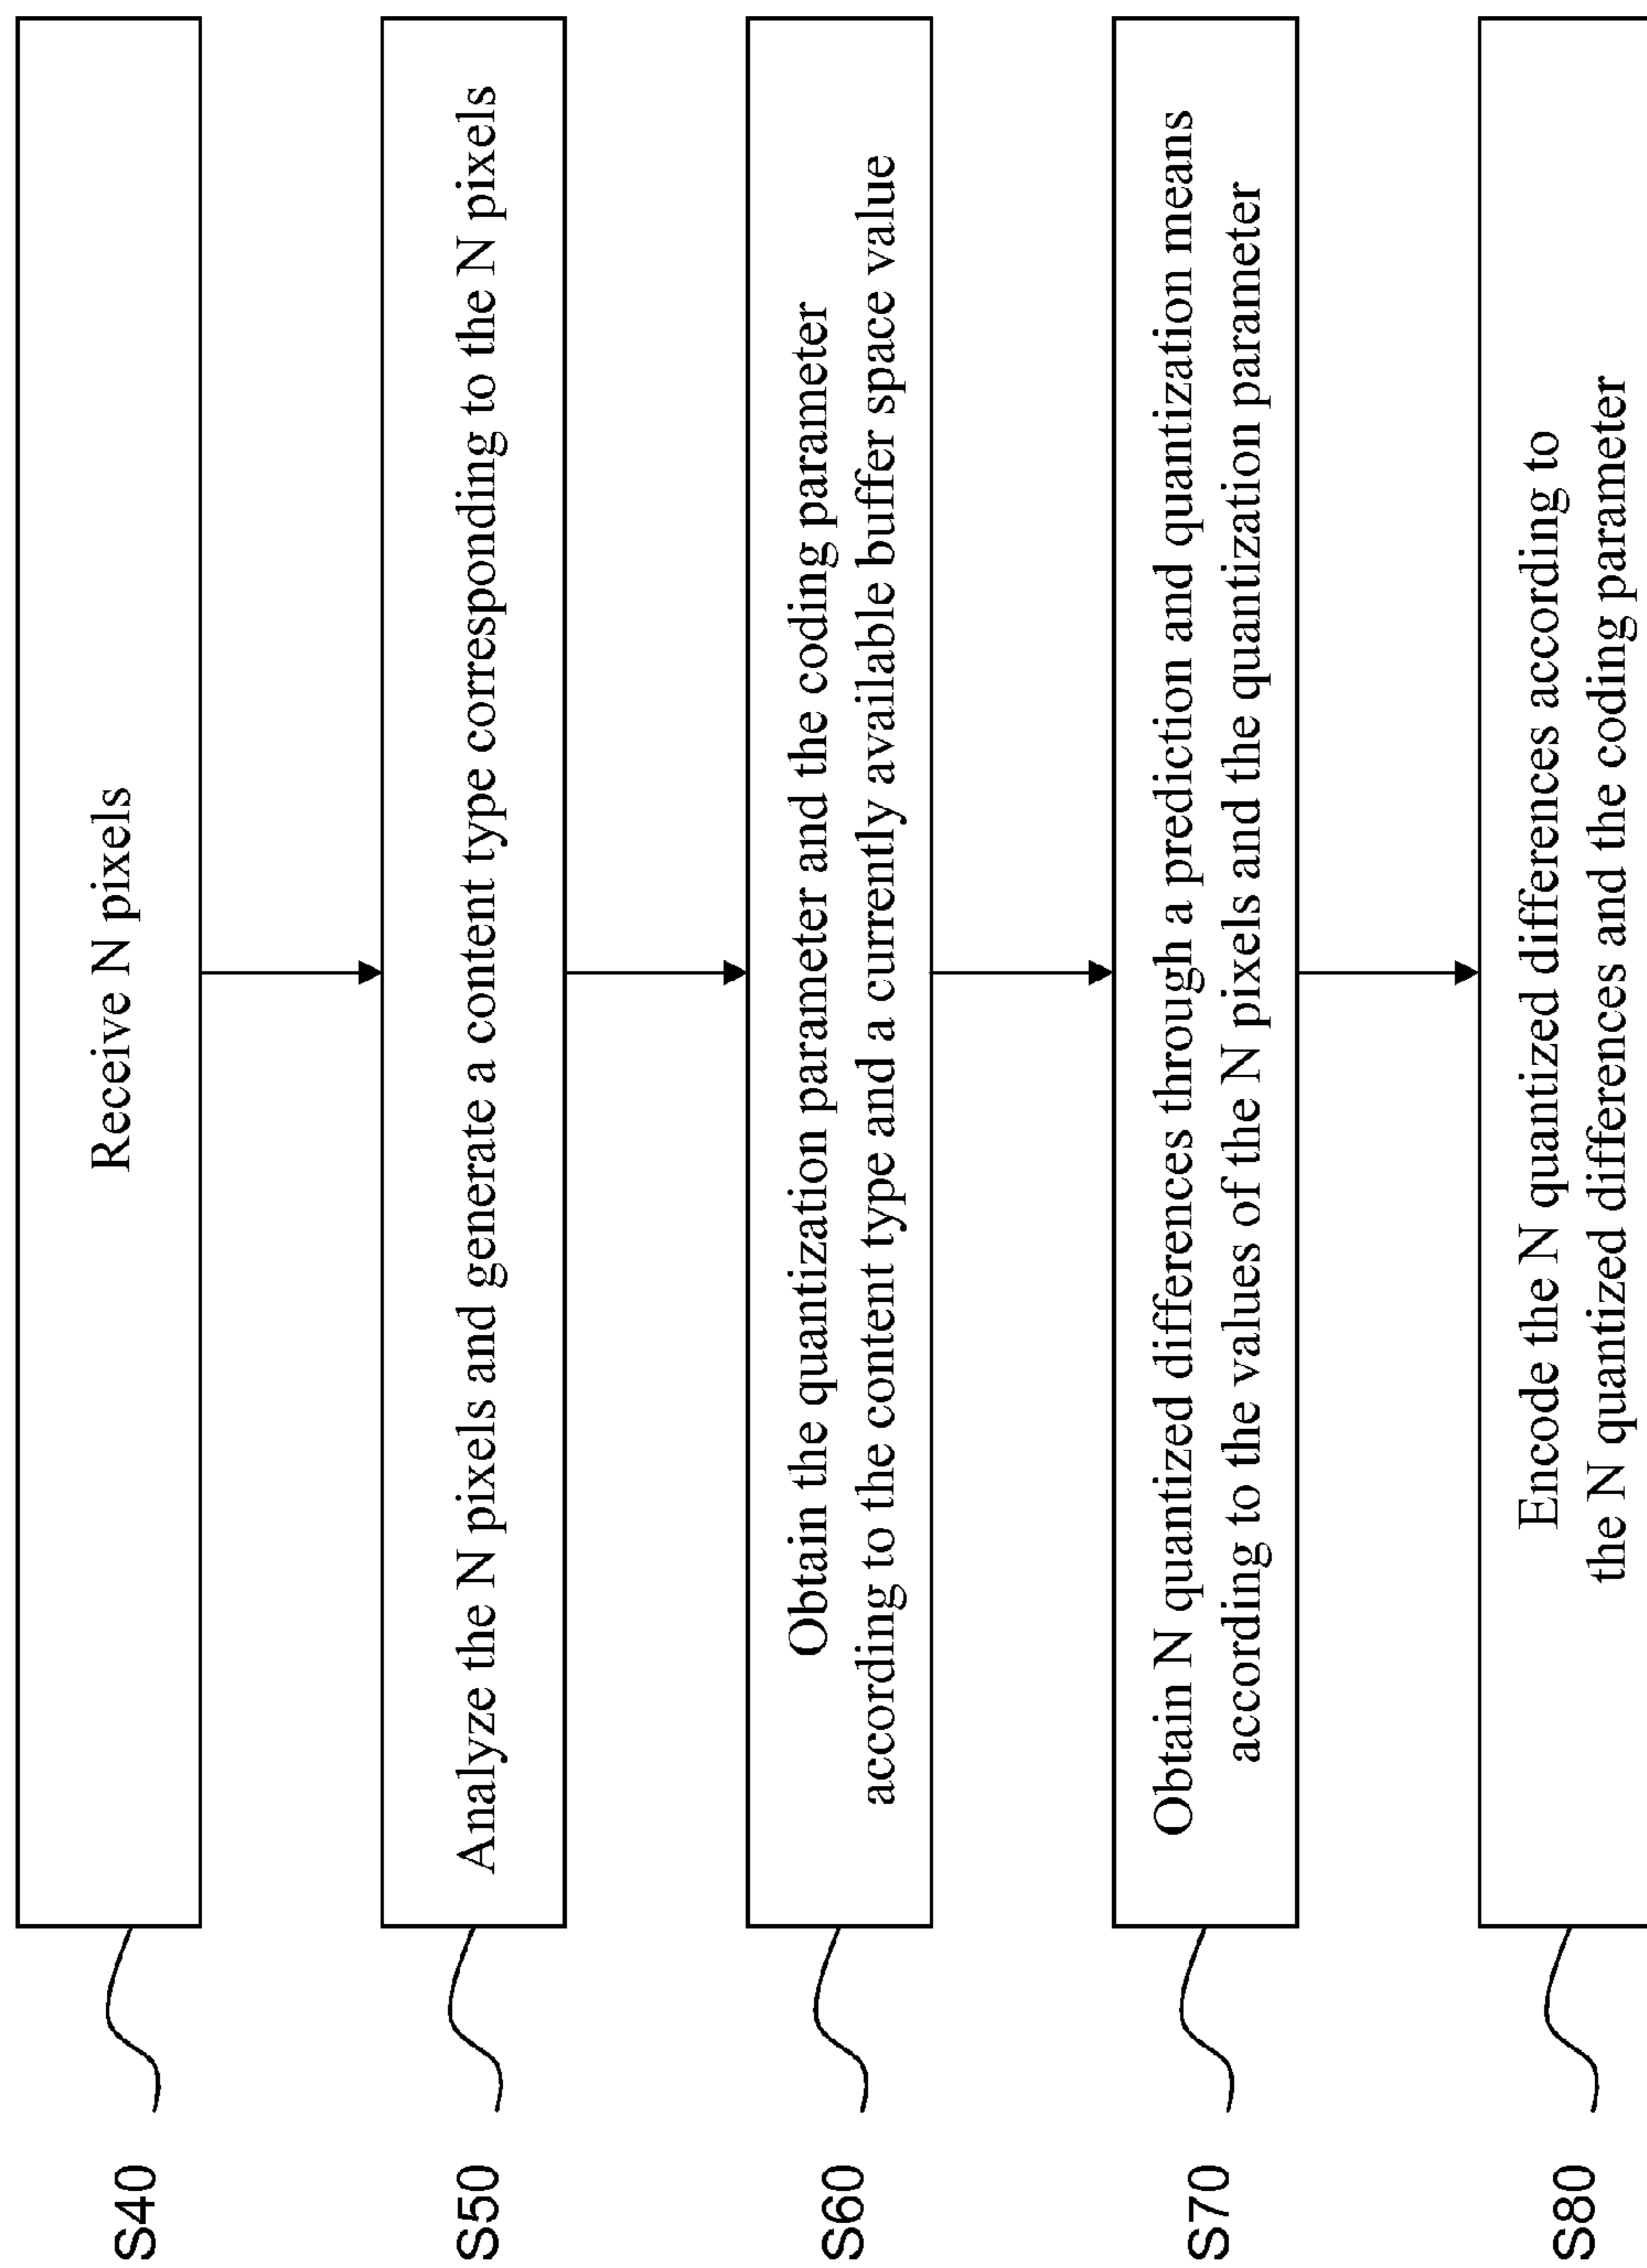 S40
Receive N pixels
S50
Analyze the N pixels and generate a content type corresponding to the N pixels
S60
Obtain the quantization parameter and the coding parameter
according to the content type and a currently available buffer space value
S70
Obtain N quantized differences through a prediction and quantization means
according to the values of the N pixels and the quantization parameter
S80
Encode the N quantized differences according to
the N quantized differences and the coding parameter